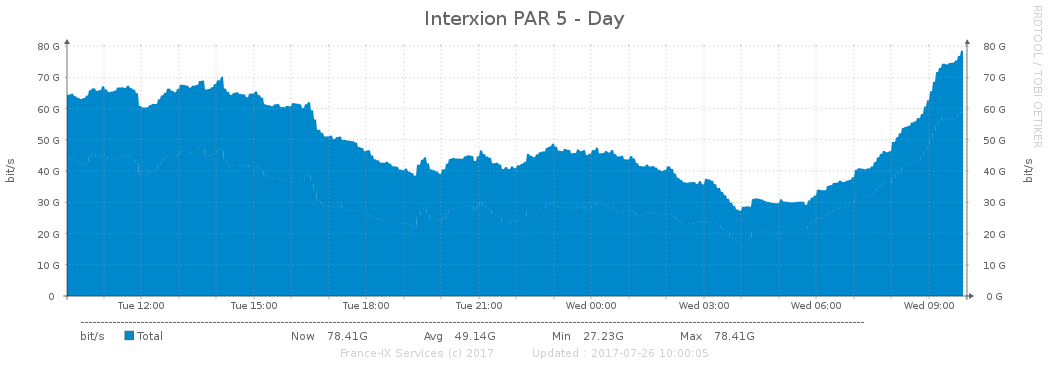 Interxion PAR 5 - Day
RRDTOOL / TOBI OETIKER
80 G 80 G
70 G 70 G
60 G 60 G
50 G 50 G
40 G 40 G
30 G 30 G
20 G 20 G
10 G 10 G
0 0 G
bit/s
bit/s
Tue 12:00 Tue 15:00 Tue 18:00 Tue 21:00 Wed 00:00 Wed 03:00 Wed 06:00 Wed 09:00
bit/s Total Now 78.41G Avg 49.14G Min 27.23G Max 78.41G
France-IX Services (c) 2017 Updated : 2017-07-26 10:00:05